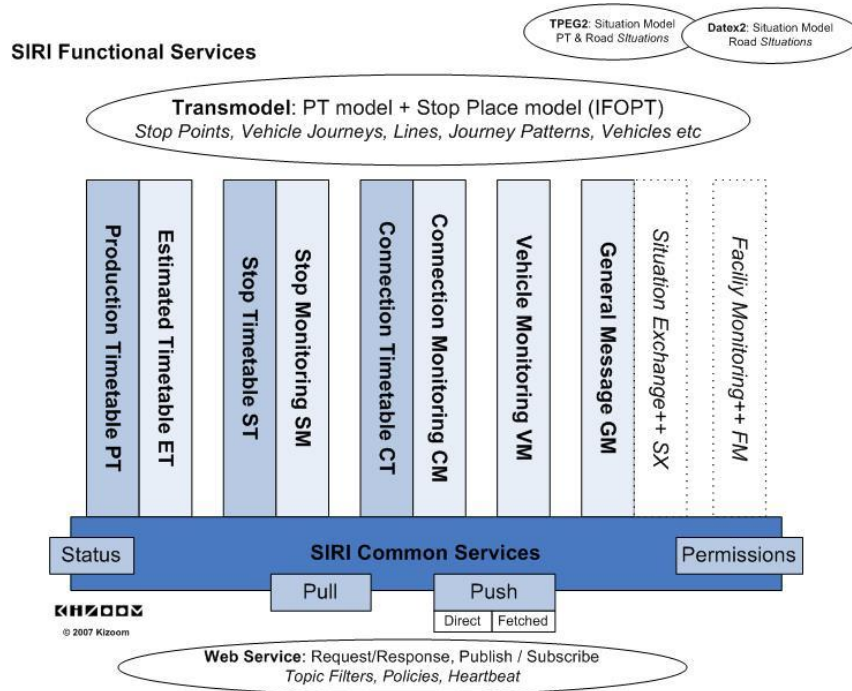 TPEG2: Situation Model
PT & Road SItuations
Datex2: Situation Model
Road SItuations
SIRI Functional Services
Transmodel: PT model + Stop Place model (IFOPT)
Stop Points, Vehicle Journeys, Lines, Journey Patterns, Vehicles etc
Production Timetable PT
Estimated Timetable ET
Stop Timetable ST
Stop Monitoring SM
Connection Timetable CT
Connection Monitoring CM
Vehicle Monitoring VM
General Message GM
Situation Exchange++ SX
Faciliy Monitoring++ FM
Status
SIRI Common Services
Permissions
Pull
Push
Direct
Fetched
KIZOOM
© 2007 Kizoom
Web Service: Request/Response, Publish / Subscribe
Topic Filters, Policies, Heartbeat